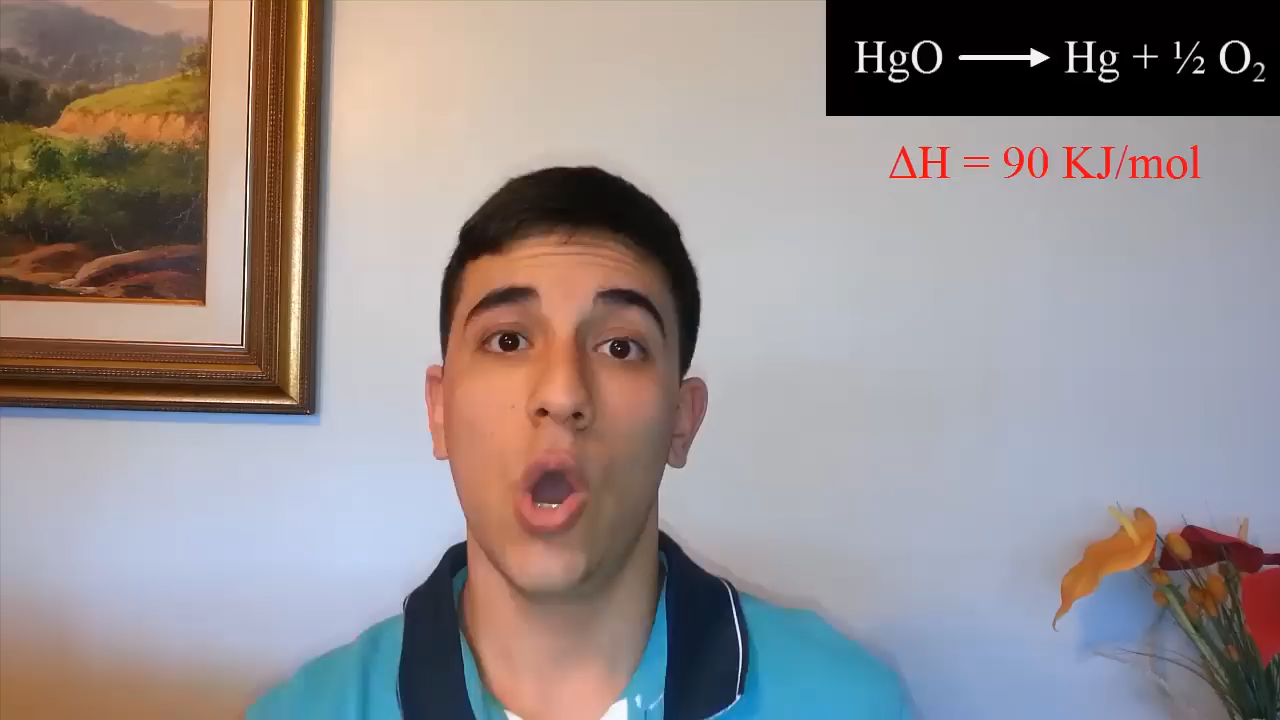 HgO ⟶ Hg + ½ O₂
ΔH = 90 KJ/mol